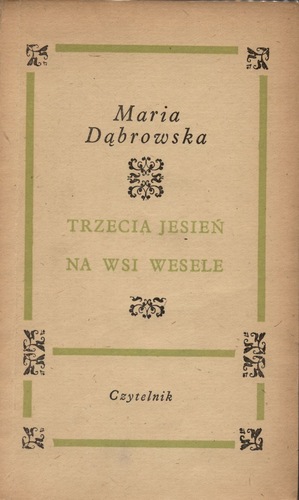 Maria
Dąbrowska
TRZECIA JESIEŃ
NA WSI WESELE
Czytelnik